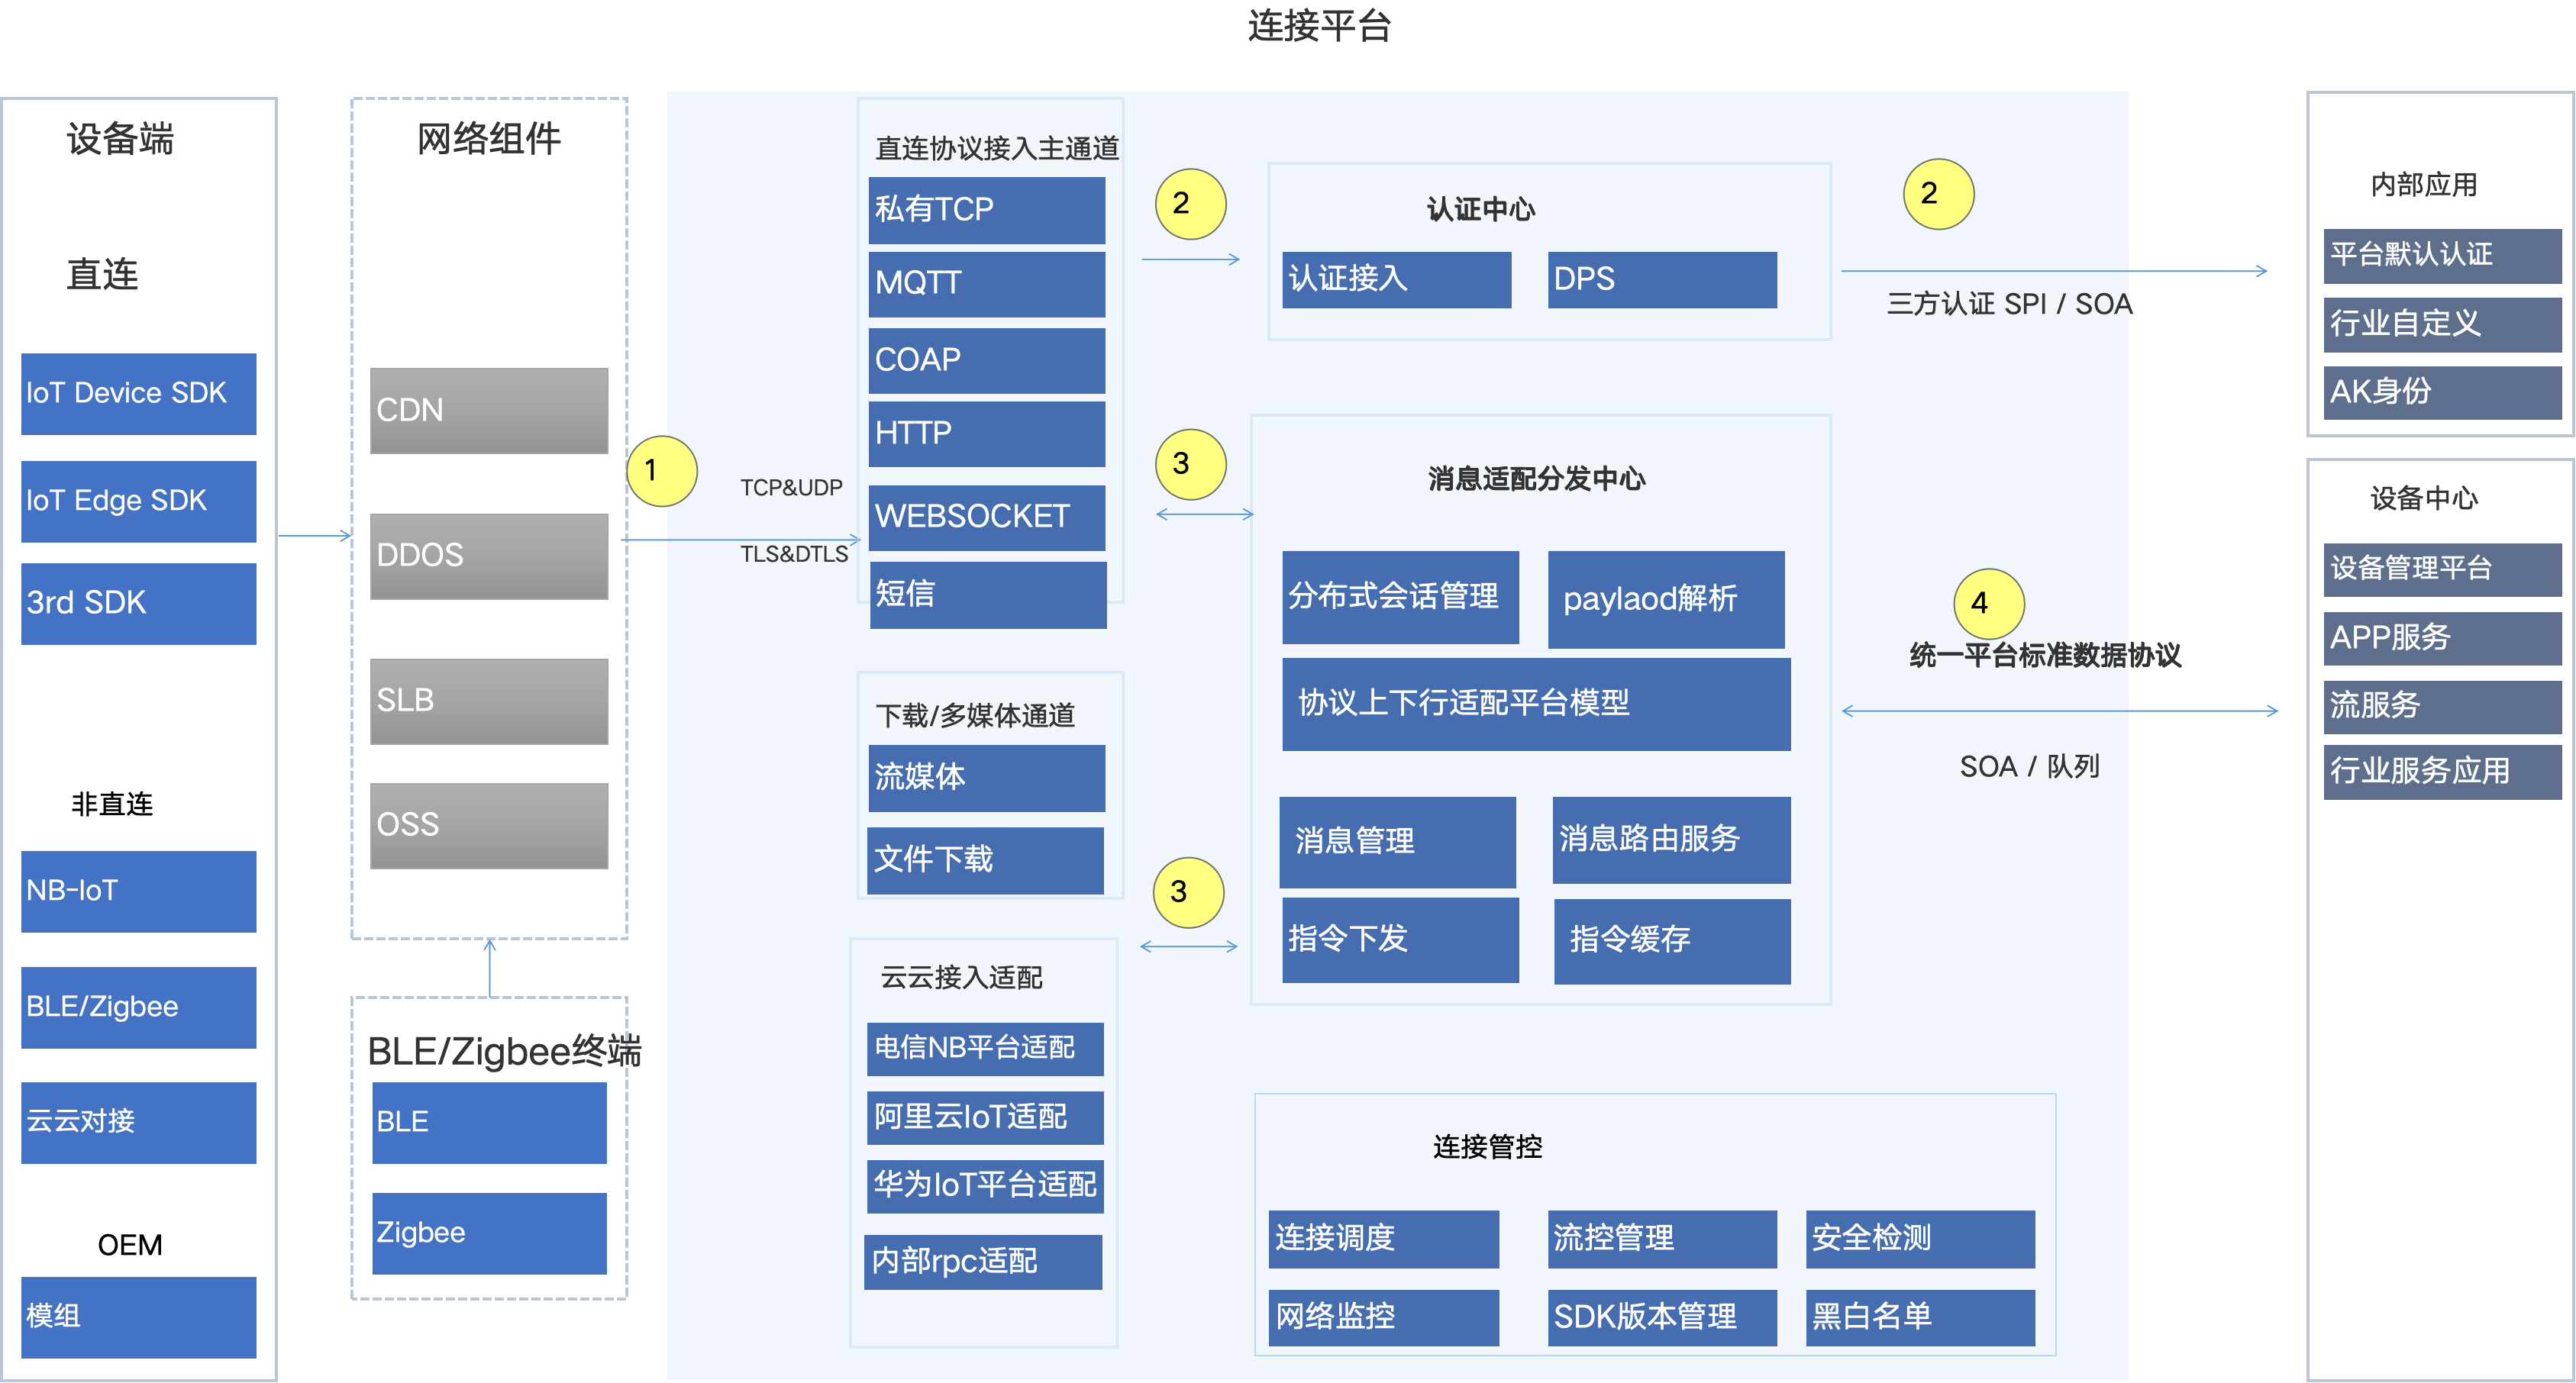 连接平台
设备端
直连
IoT Device SDK
IoT Edge SDK
3rd SDK
非直连
NB-IoT
BLE/Zigbee
云云对接
OEM
模组
网络组件
CDN
DDOS
SLB
OSS
BLE/Zigbee终端
BLE
Zigbee
1
TCP&UDP
TLS&DTLS
直连协议接入主通道
私有TCP
MQTT
COAP
HTTP
WEBSOCKET
短信
下载/多媒体通道
流媒体
文件下载
云云接入适配
电信NB平台适配
阿里云IoT适配
华为IoT平台适配
内部rpc适配
2
3
3
认证中心
认证接入
DPS
消息适配分发中心
分布式会话管理
paylaod解析
协议上下行适配平台模型
消息管理
消息路由服务
指令下发
指令缓存
连接管控
连接调度
流控管理
安全检测
网络监控
SDK版本管理
黑白名单
2
三方认证 SPI / SOA
4
统一平台标准数据协议
SOA / 队列
内部应用
平台默认认证
行业自定义
AK身份
设备中心
设备管理平台
APP服务
流服务
行业服务应用